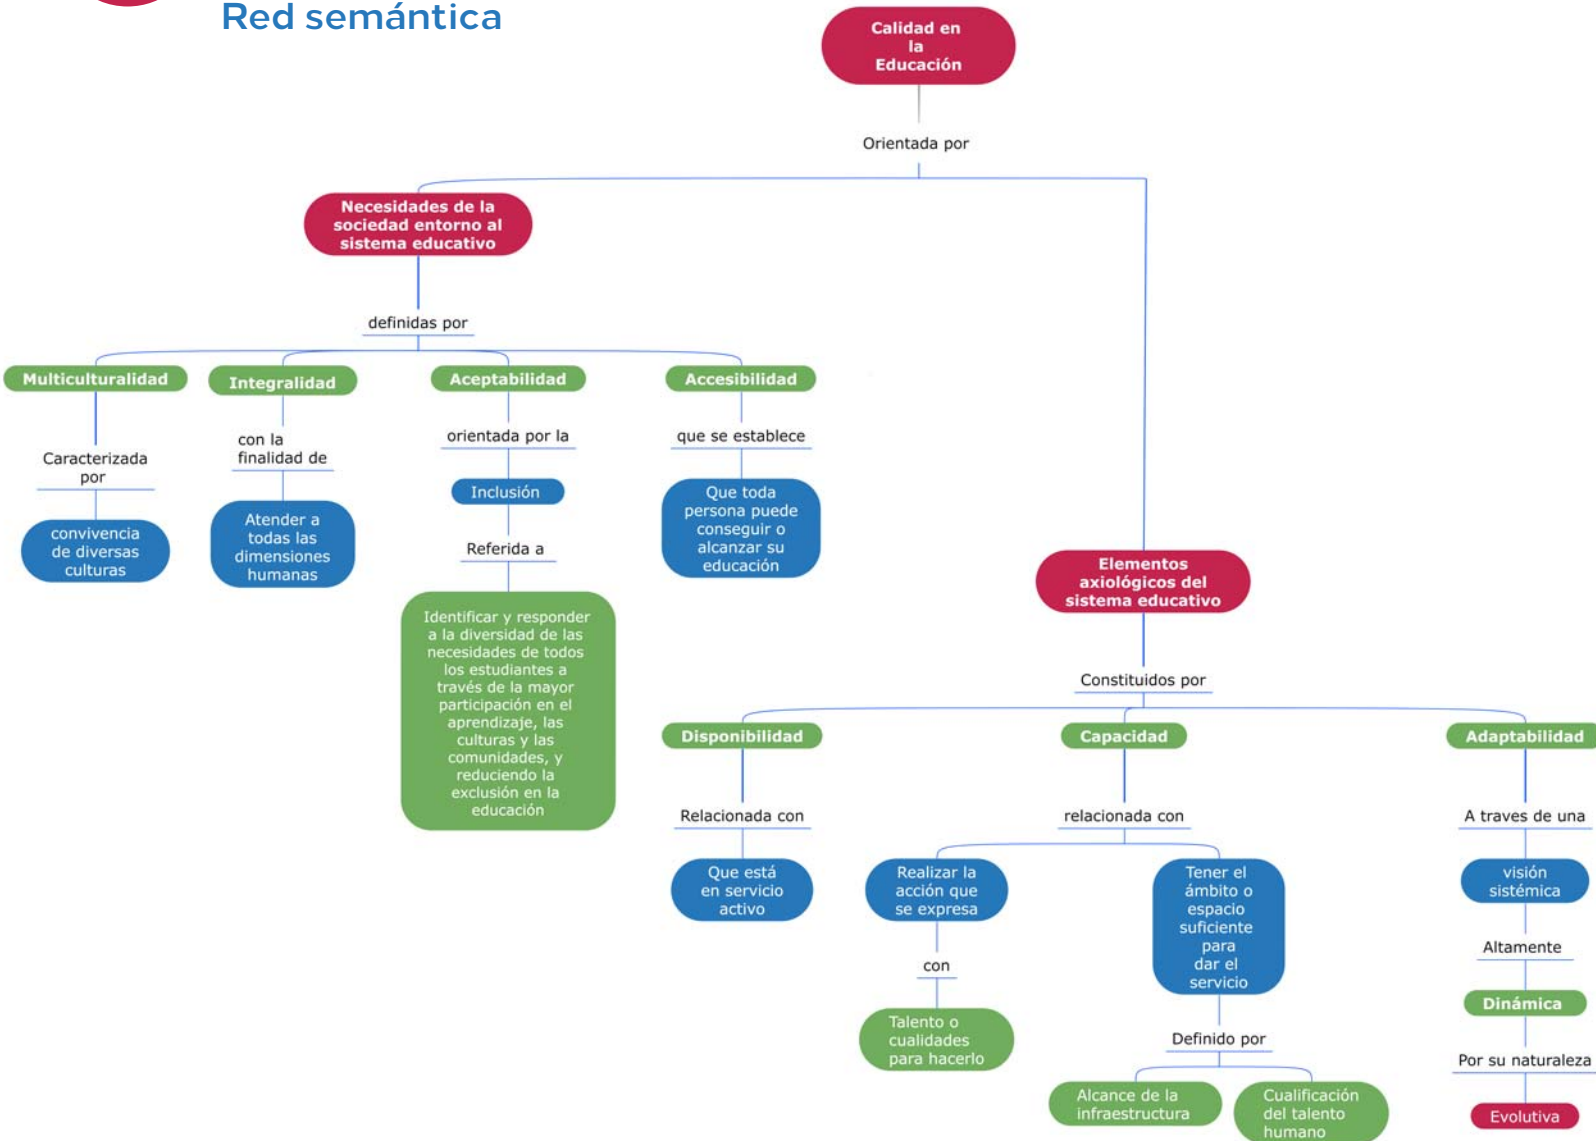 Red semántica
Calidad en
la
Educación
Orientada por
Necesidades de la
sociedad entorno al
sistema educativo
definidas por
Multiculturalidad
Caracterizada
por
convivencia
de diversas
culturas
Integralidad
con la
finalidad de
Atender a
todas las
dimensiones
humanas
Aceptabilidad
orientada por la
Inclusión
Referida a
Identificar y responder
a la diversidad de las
necesidades de todos
los estudiantes a
través de la mayor
participación en el
aprendizaje, las
culturas y las
comunidades, y
reduciendo la
exclusión en la
educación
Accesibilidad
que se establece
Que toda
persona puede
conseguir o
alcanzar su
educación
Elementos
axiológicos del
sistema educativo
Constituidos por
Disponibilidad
Relacionada con
Que está
en servicio
activo
Capacidad
relacionada con
Realizar la
acción que
se expresa
con
Talento o
cualidades
para hacerlo
Tener el
ámbito o
espacio
suficiente
para
dar el
servicio
Definido por
Alcance de la
infraestructura
Cualificación
del talento
humano
Adaptabilidad
A traves de una
visión
sistémica
Altamente
Dinámica
Por su naturaleza
Evolutiva